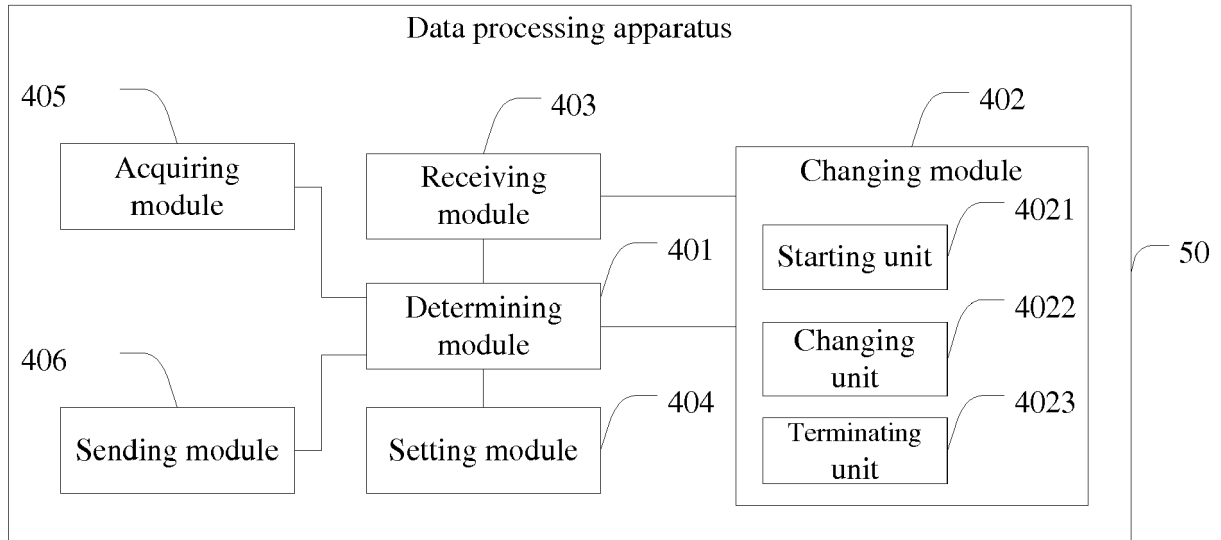 Data processing apparatus
405
403
402
Acquiring
module
Receiving
module
Changing module
4021
Starting unit
401
50
Determining
module
4022
Changing
unit
406
404
4023
Sending module
Setting module
Terminating
unit